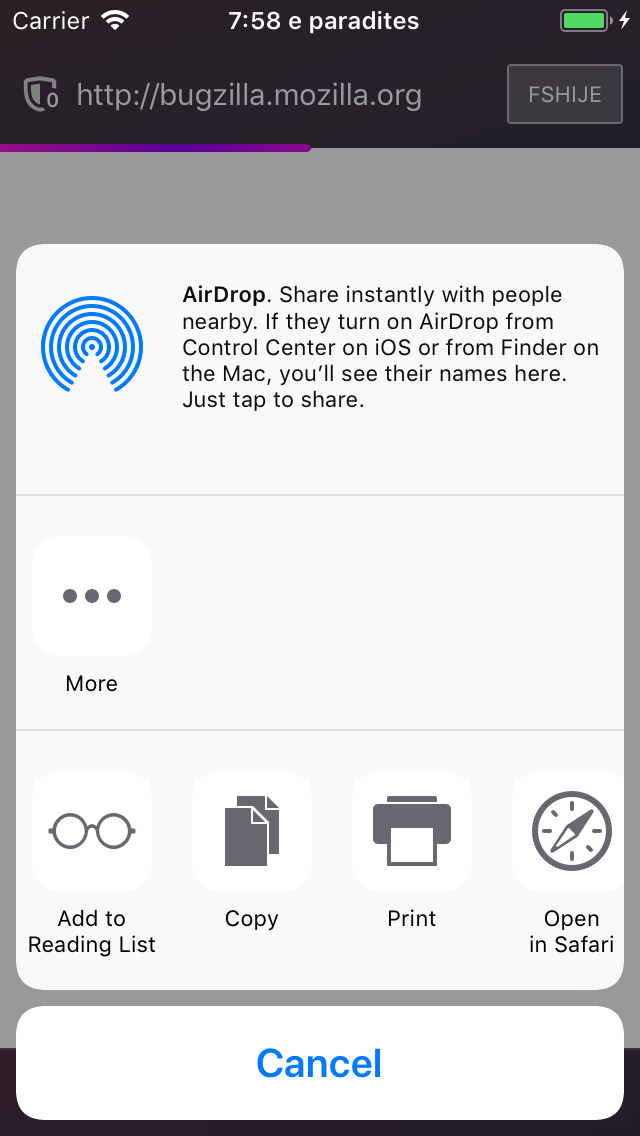 Carrier 7:58 e paradites
0 http://bugzilla.mozilla.org FSHIJE
AirDrop. Share instantly with people
nearby. If they turn on AirDrop from
Control Center on iOS or from Finder on
the Mac, you’ll see their names here.
Just tap to share.
More
Add to
Reading List
Copy
Print
Open
in Safari
Cancel